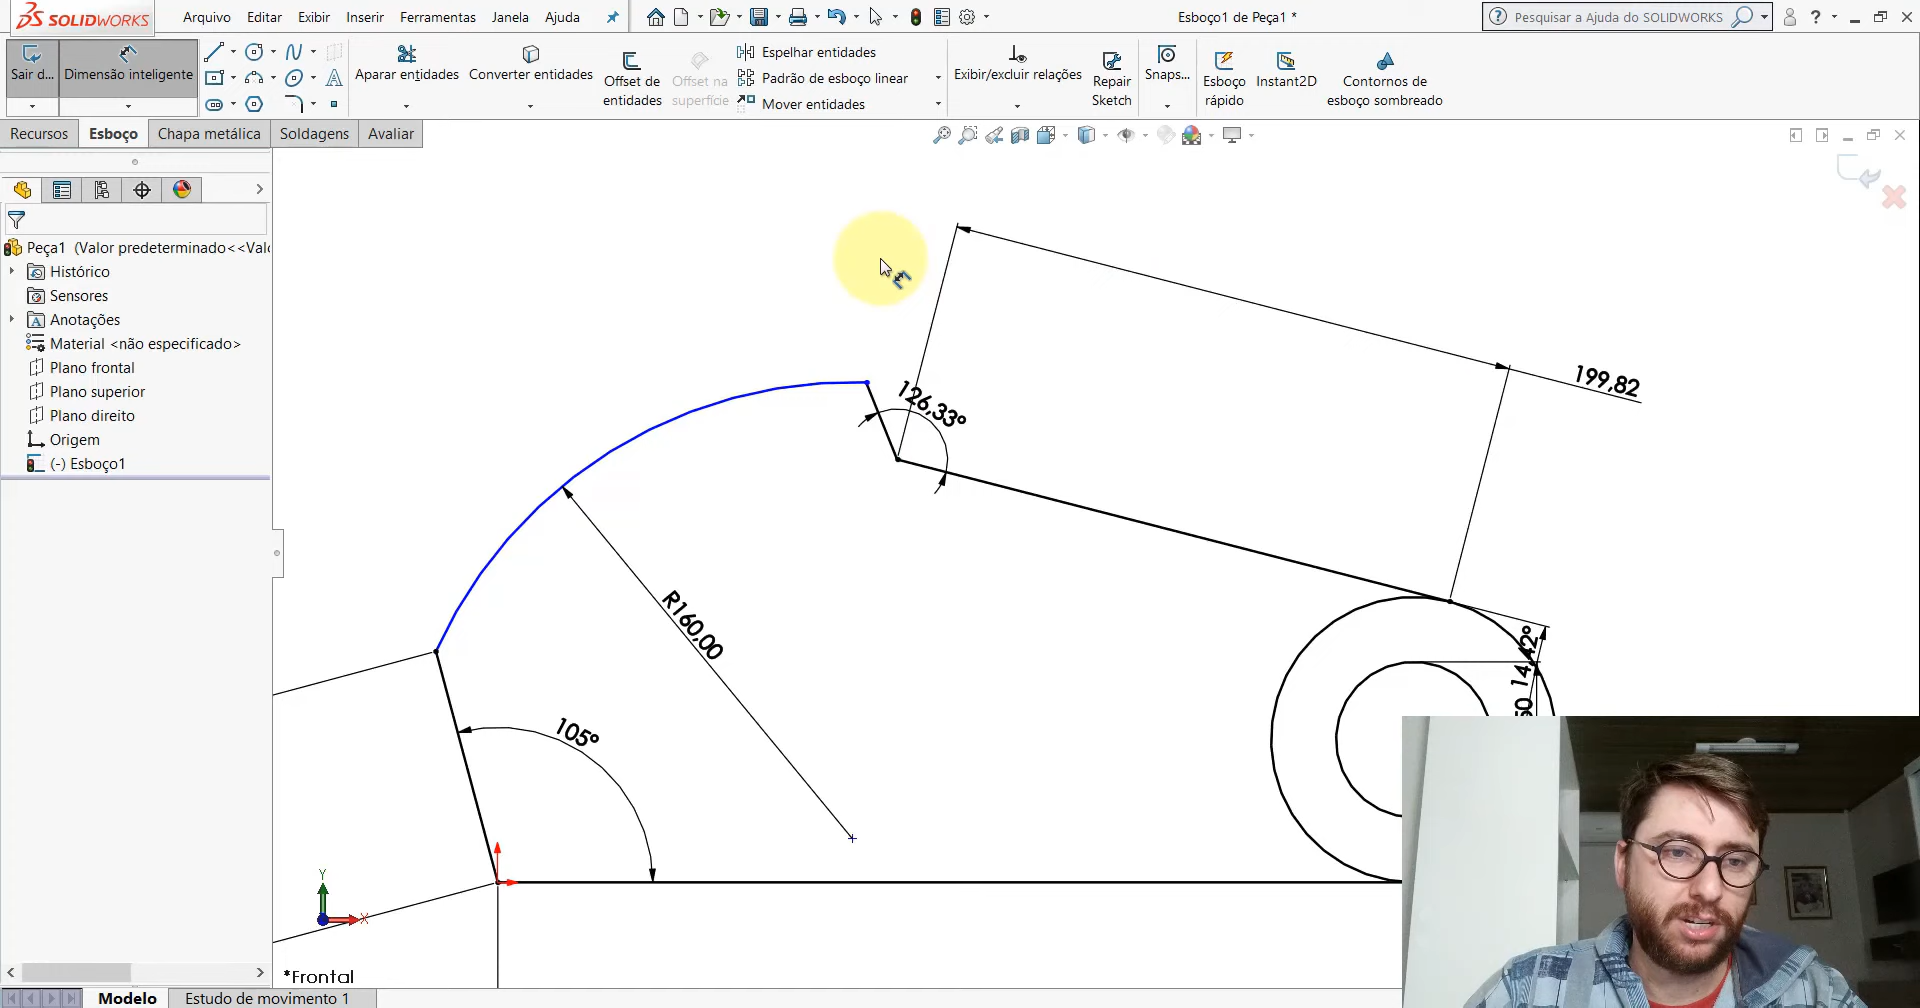 SOLIDWORKS
Arquivo Editar Exibir Inserir Ferramentas Janela Ajuda
Esboço1 de Peça1 *
Pesquisar a Ajuda do SOLIDWORKS
Sair d...
Dimensão inteligente
Aparar entidades
Converter entidades
Offset de
entidades
Offset na
superfície
Espelhar entidades
Padrão de esboço linear
Mover entidades
Exibir/excluir relações
Repair
Sketch
Snaps...
Esboço
rápido
Instant2D
Contornos de
esboço sombreado
Recursos
Esboço
Chapa metálica
Soldagens
Avaliar
Peça1 (Valor predeterminado<<Val
Histórico
Sensores
Anotações
Material <não especificado>
Plano frontal
Plano superior
Plano direito
Origem
(-) Esboço1
199,82
126,33°
R160,00
14,42°
105°
Y
X
*Frontal
Modelo
Estudo de movimento 1